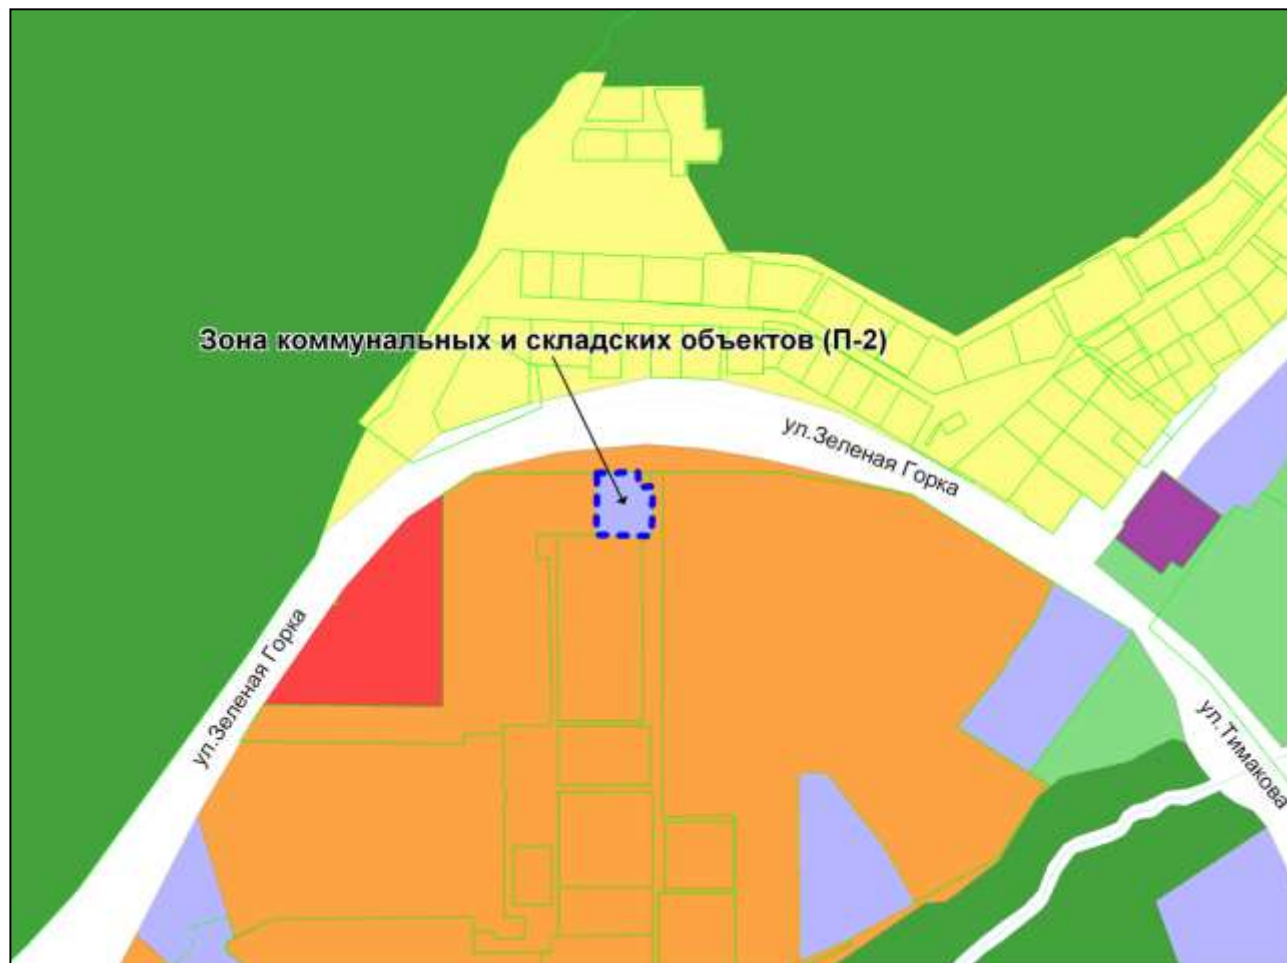 Зона коммунальных и складских объектов (П-2)
ул.Зеленая Горка
ул.Зеленая Горка
ул.Тимакова